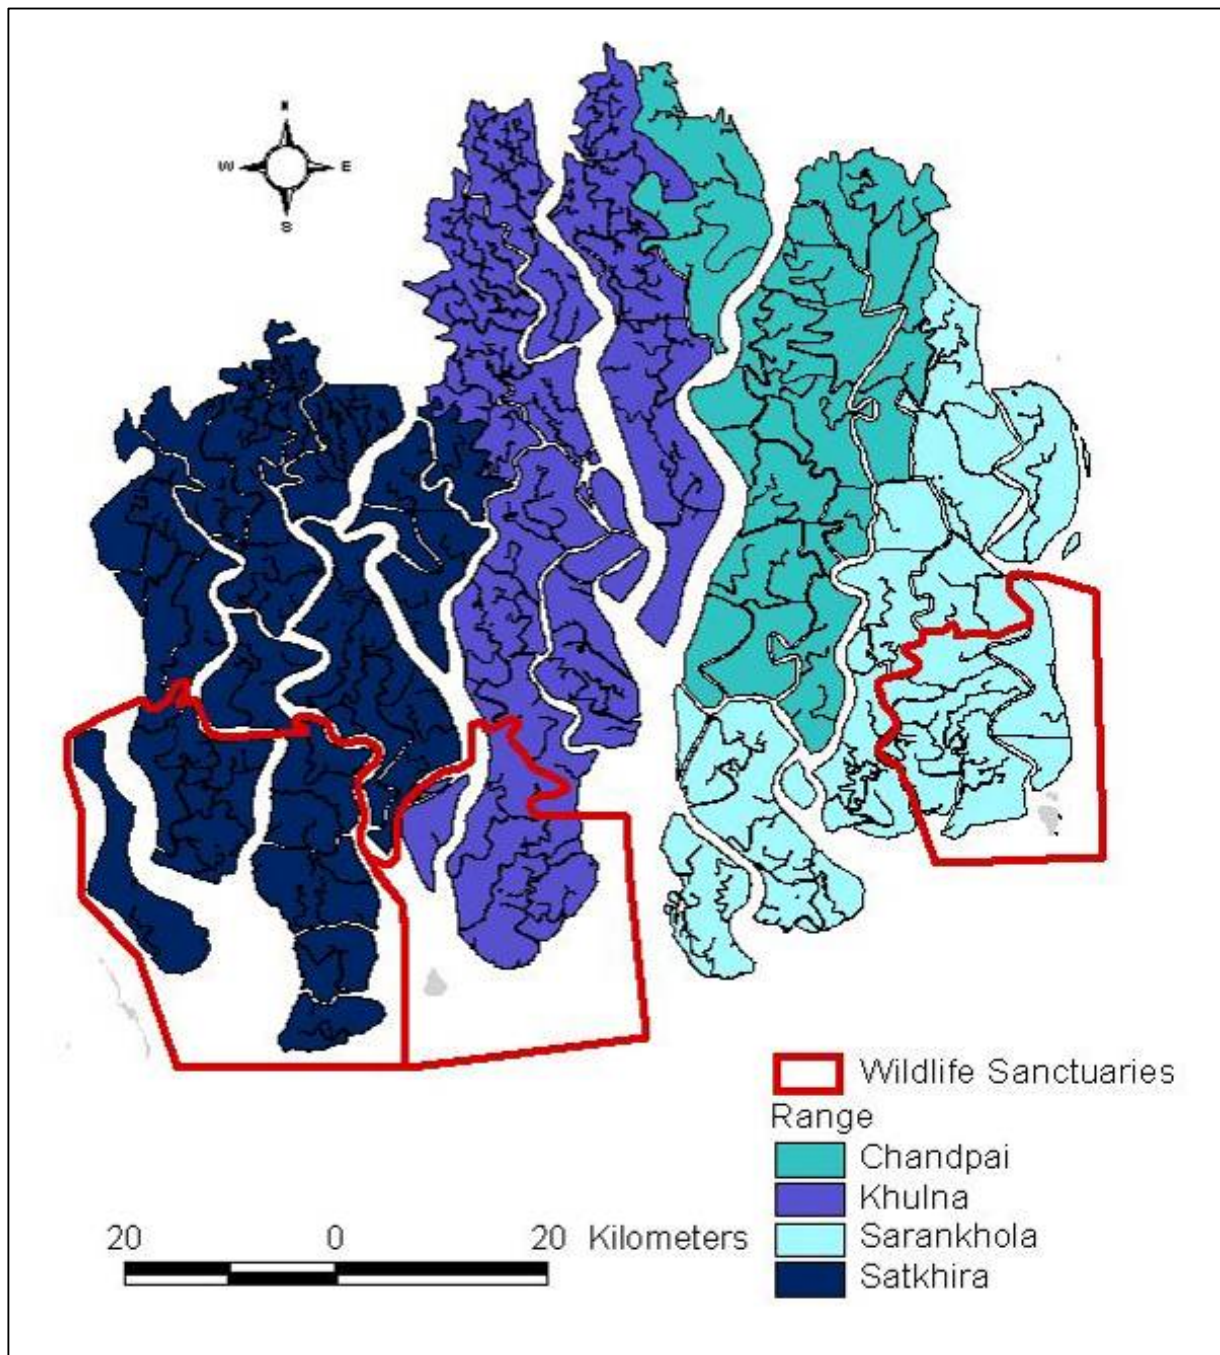 N
W E
S
Wildlife Sanctuaries
Range
Chandpai
Khulna
Sarankhola
Satkhira
20 0 20 Kilometers